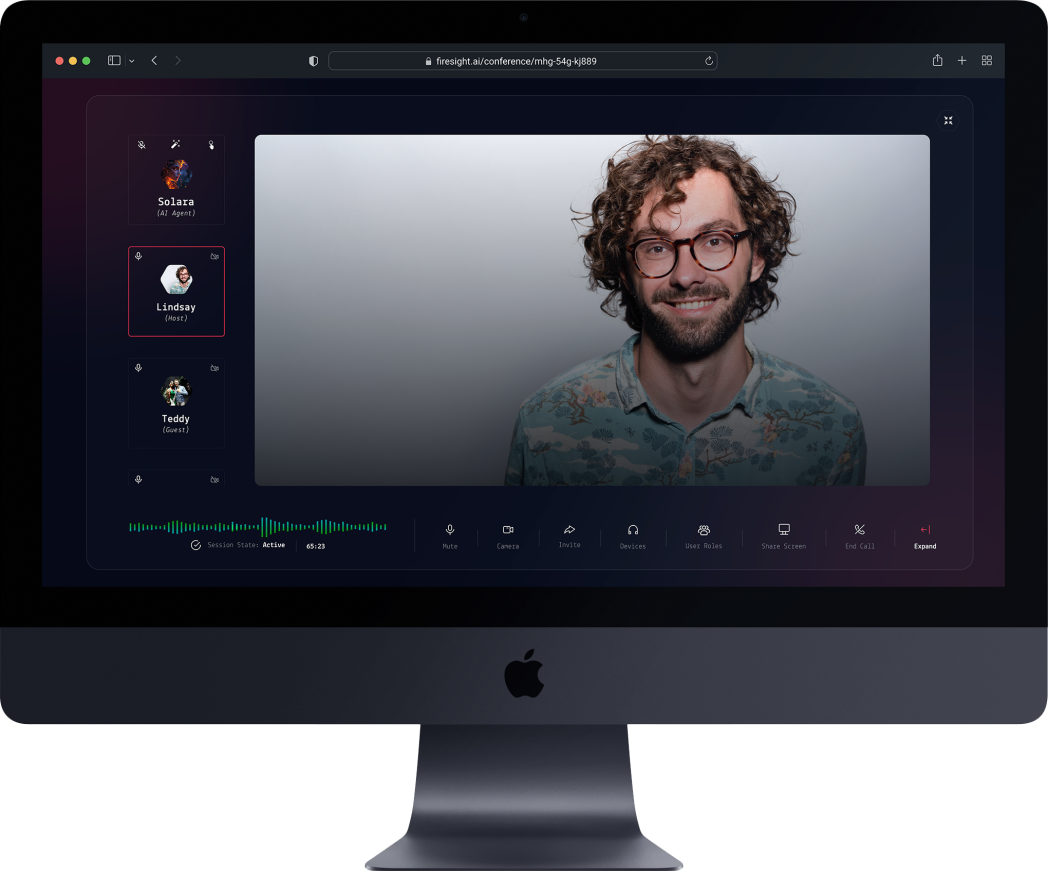 firesight.ai/conference/mhg-54g-kj889
Solara
(AI Agent)
Lindsay
(Host)
Teddy
(Guest)
Session State: Active
65:23
Mute
Camera
Invite
Devices
User Roles
Share Screen
End Call
Expand